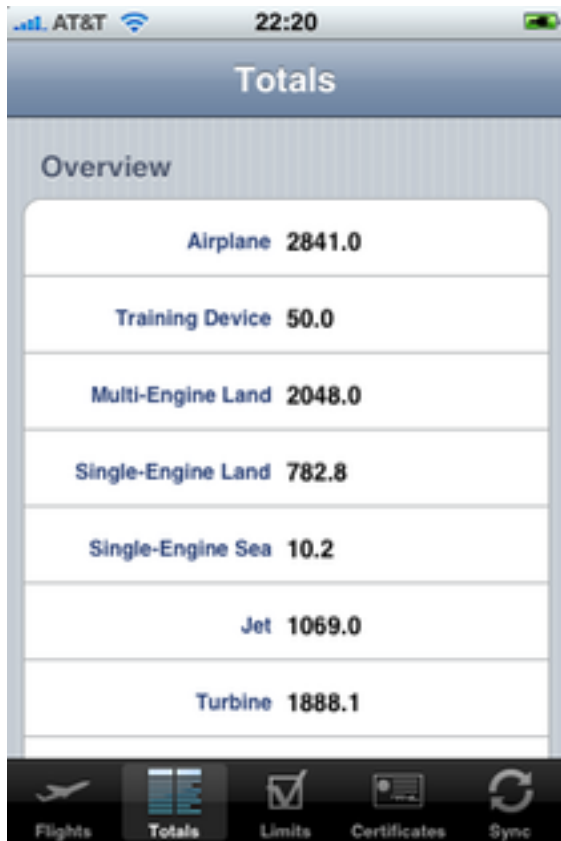 AT&T 22:20
Totals
Overview
Airplane 2841.0
Training Device 50.0
Multi-Engine Land 2048.0
Single-Engine Land 782.8
Single-Engine Sea 10.2
Jet 1069.0
Turbine 1888.1
Flights Totals Limits Certificates Sync